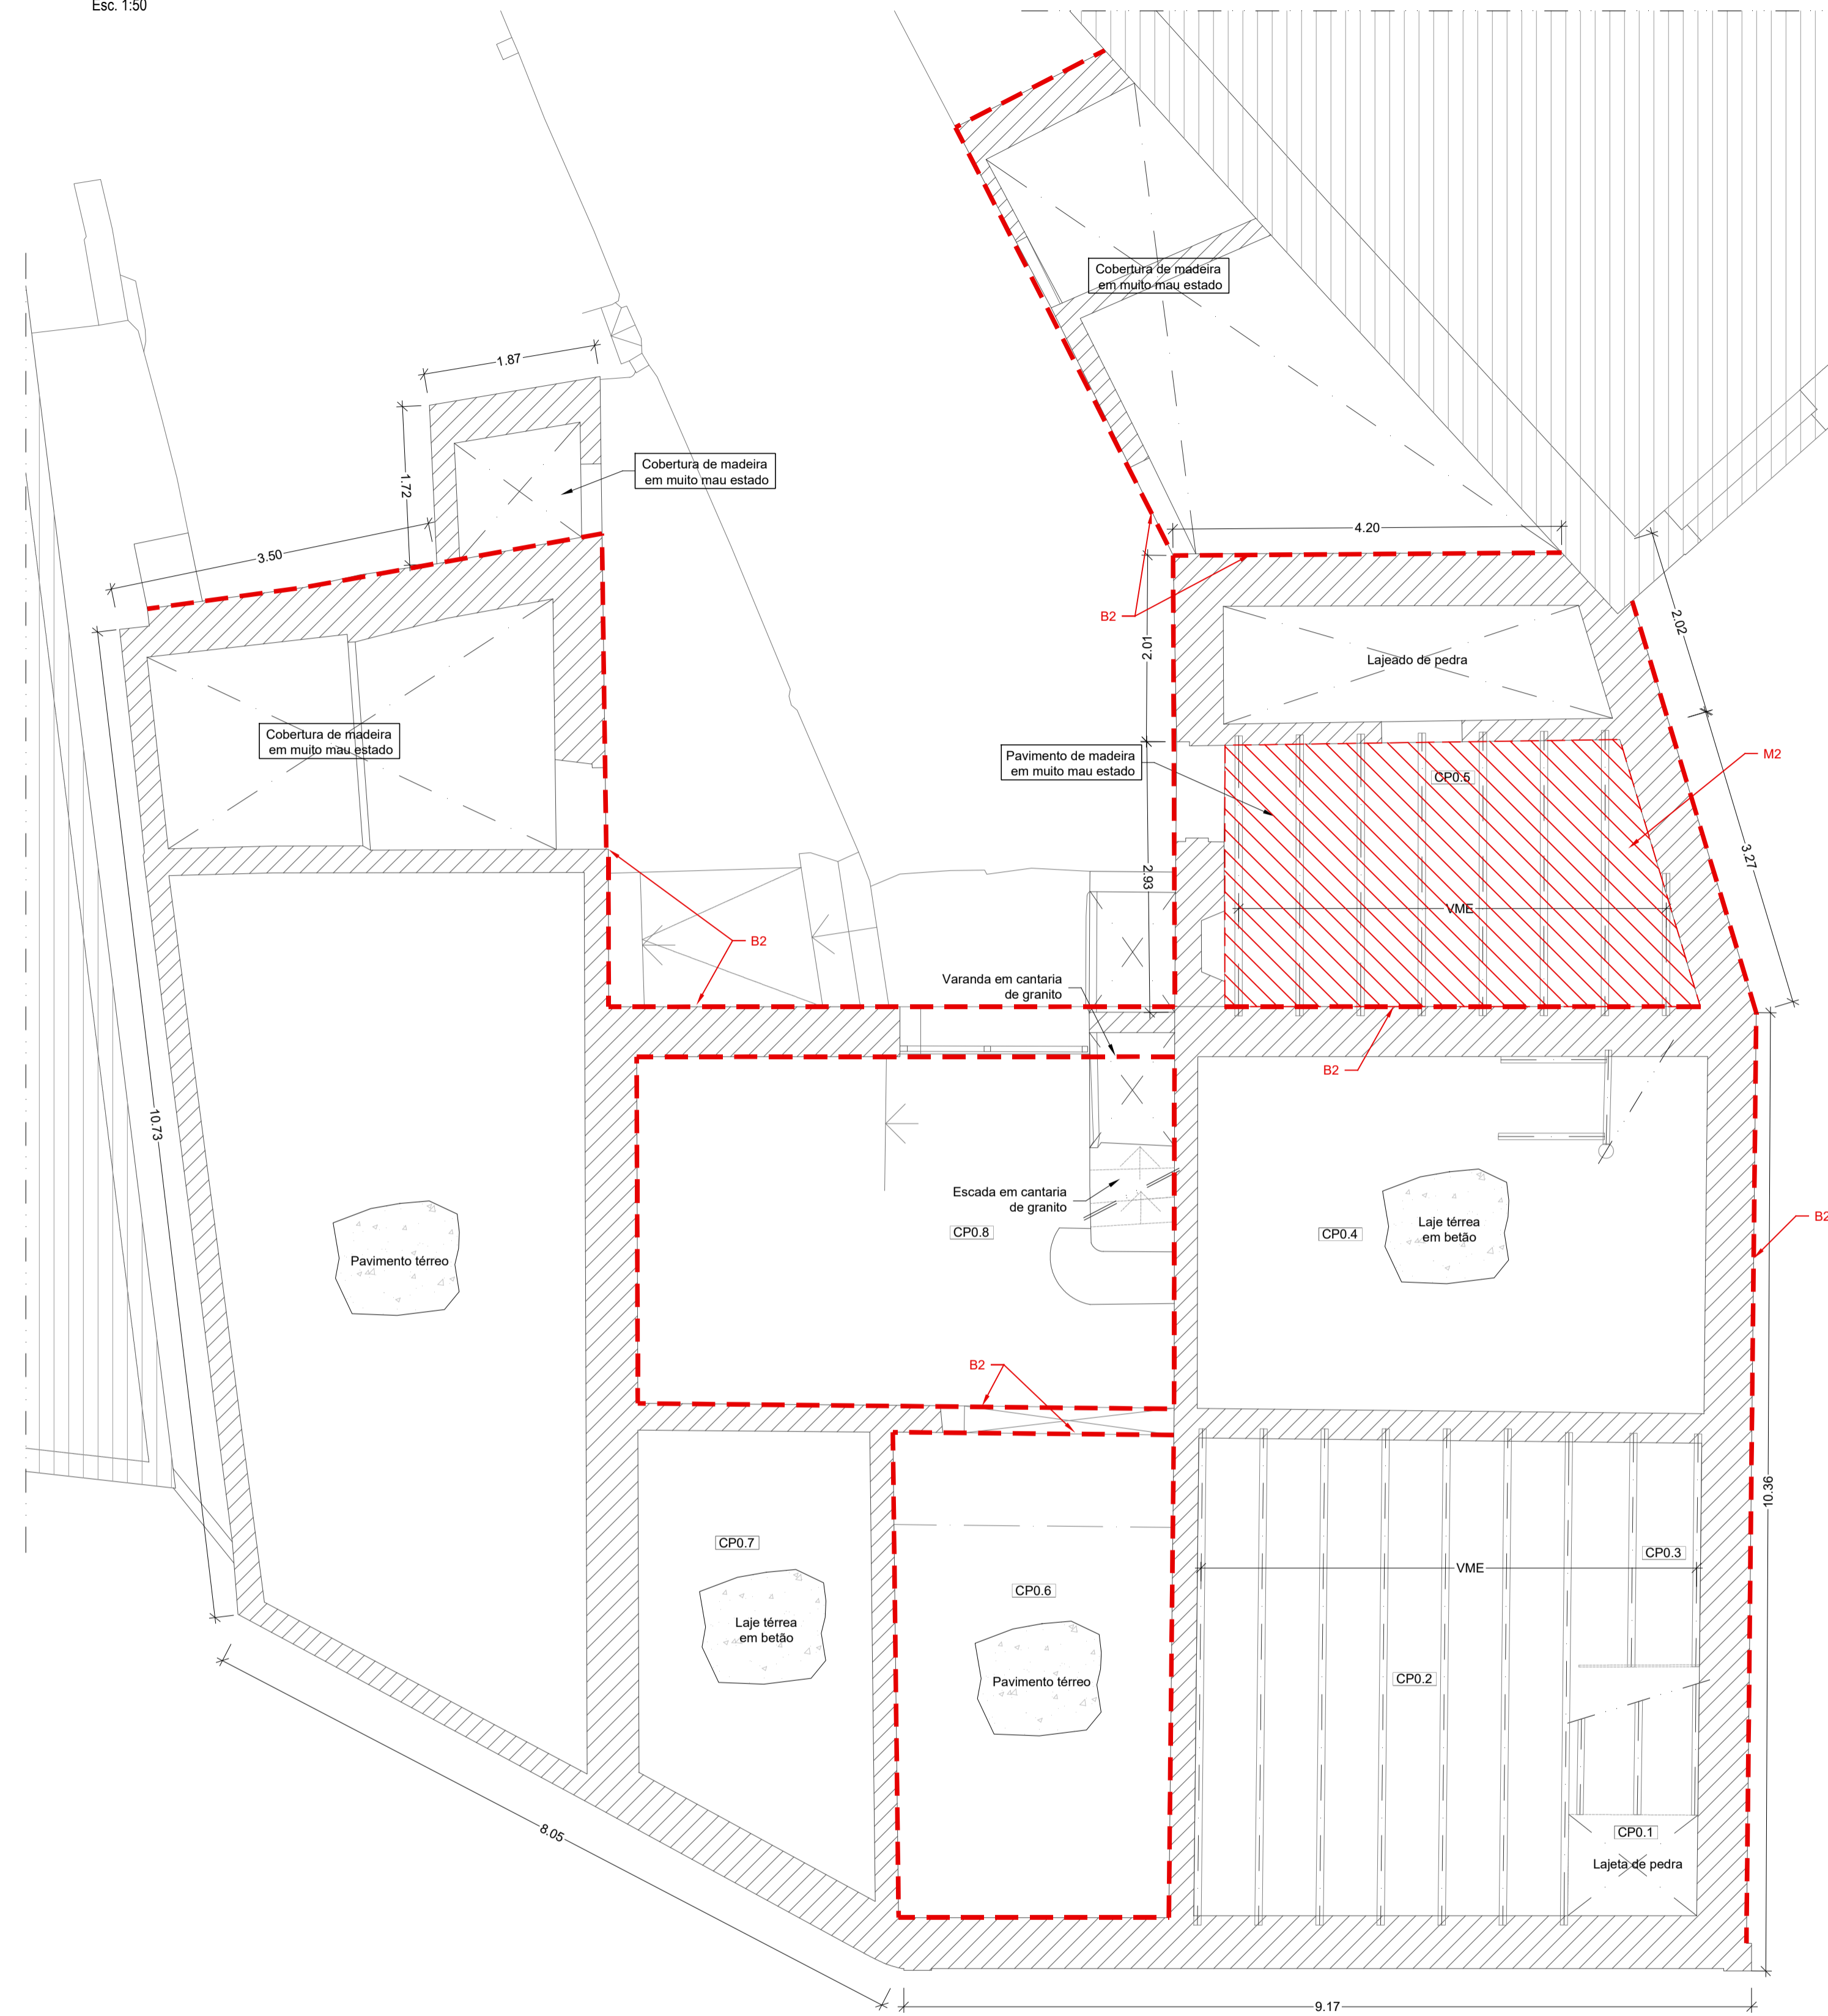 Esc. 1:50
Cobertura de madeira
em muito mau estado
1.87
Cobertura de madeira
em muito mau estado
1.72
3.50
4.20
B2
2.01
2.02
Lajeado de pedra
Cobertura de madeira
em muito mau estado
Pavimento de madeira
em muito mau estado
M2
CP0.5
3.27
2.93
VME
B2
Varanda em cantaria
de granito
B2
10.73
Escada em cantaria
de granito
CP0.8
CP0.4
Laje térrea
em betão
B2
Pavimento térreo
B2
10.36
CP0.7
CP0.3
VME
CP0.6
Laje térrea
em betão
CP0.2
Pavimento térreo
8.05
CP0.1
Lajeta de pedra
9.17